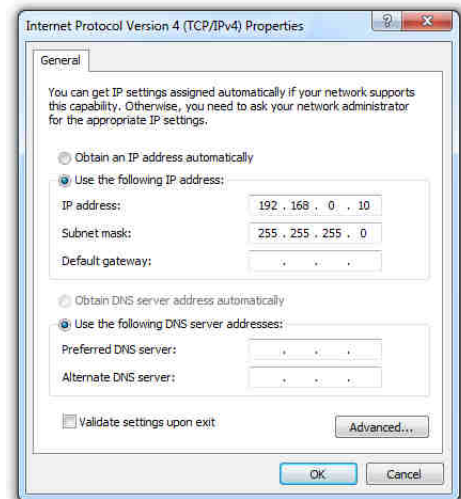 Internet Protocol Version 4 (TCP/IPv4) Properties
General
You can get IP settings assigned automatically if your network supports
this capability. Otherwise, you need to ask your network administrator
for the appropriate IP settings.
Obtain an IP address automatically
Use the following IP address:
IP address: 192 . 168 . 0 . 10
Subnet mask: 255 . 255 . 255 . 0
Default gateway: . . .
Obtain DNS server address automatically
Use the following DNS server addresses:
Preferred DNS server: . . .
Alternate DNS server: . . .
Validate settings upon exit
Advanced...
OK Cancel